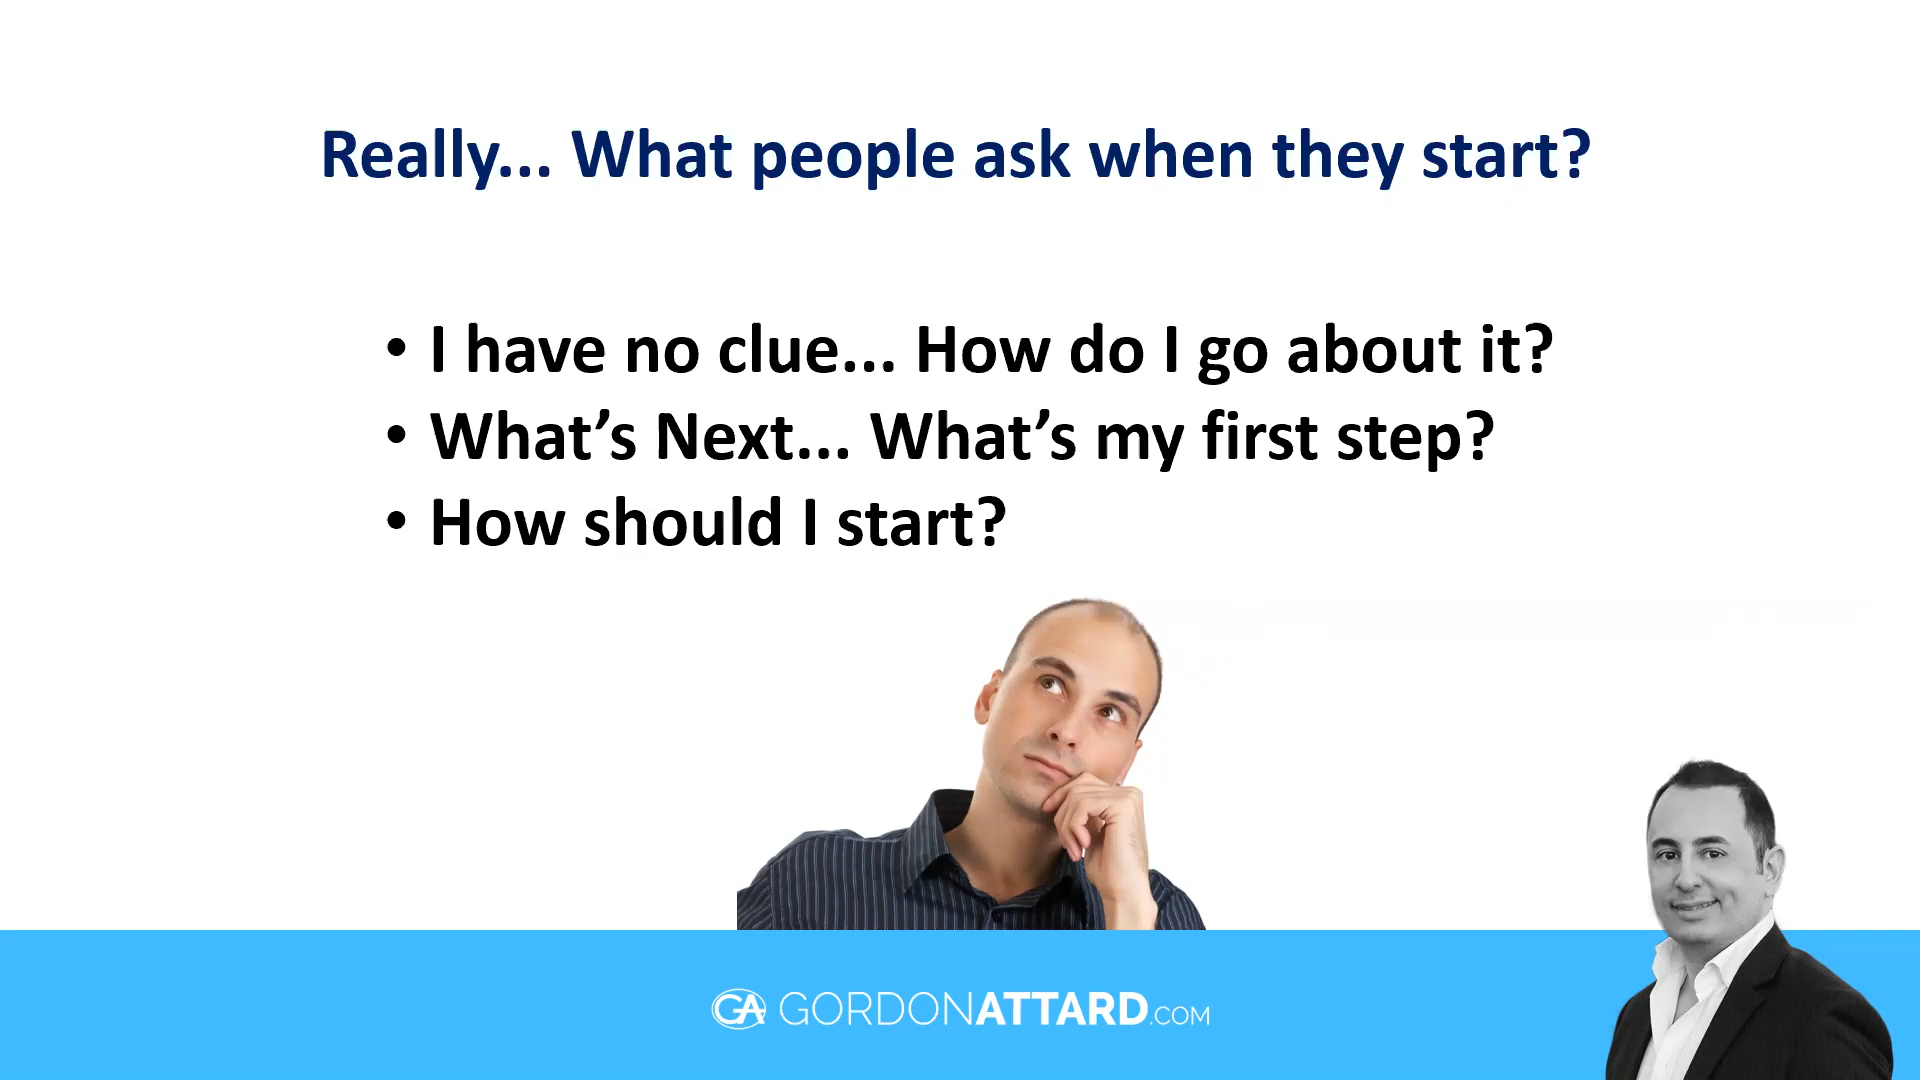 Really... What people ask when they start?
• I have no clue... How do I go about it?
• What’s Next... What’s my first step?
• How should I start?
GA GORDONATTARD.COM